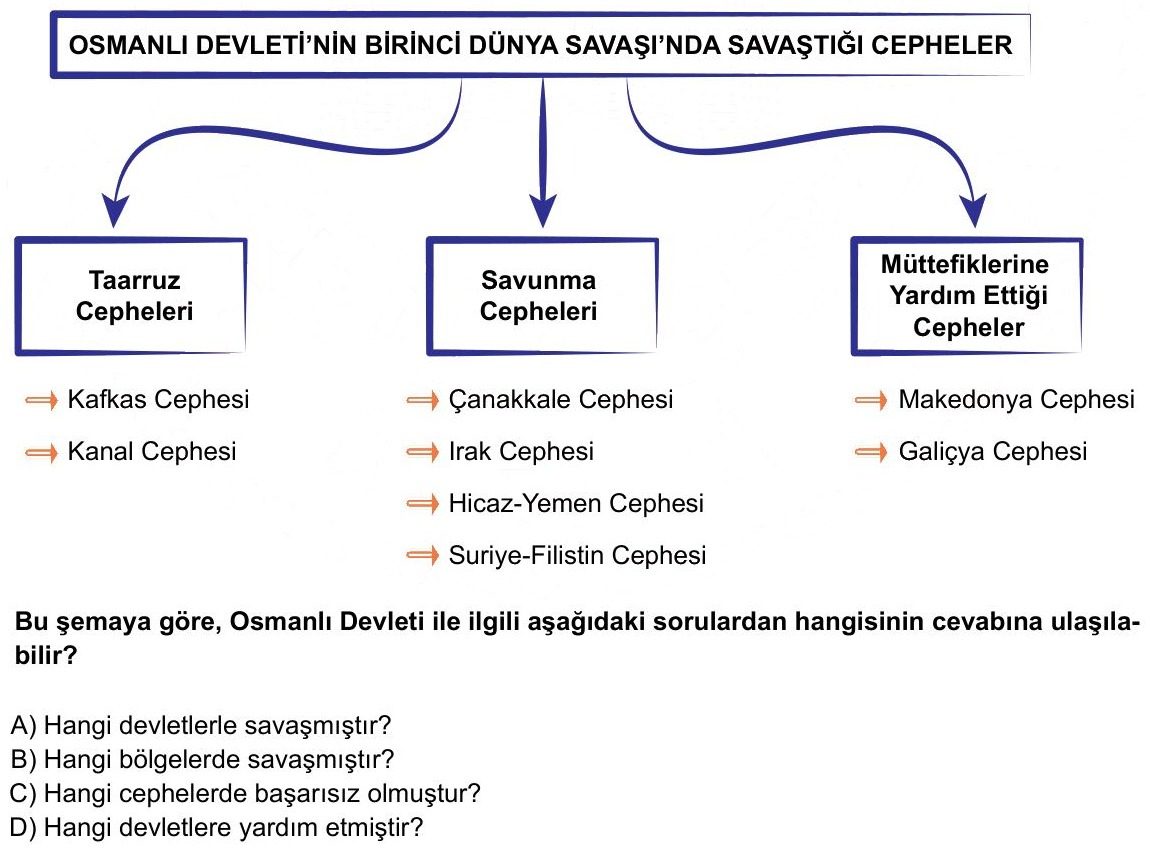 OSMANLI DEVLETİ’NİN BİRİNCİ DÜNYA SAVAŞI’NDA SAVAŞTIĞI CEPHELER
Taarruz
Cepheleri
Kafkas Cephesi
Kanal Cephesi
Savunma
Cepheleri
Çanakkale Cephesi
Irak Cephesi
Hicaz-Yemen Cephesi
Suriye-Filistin Cephesi
Müttefiklerine
Yardım Ettiği
Cepheler
Makedonya Cephesi
Galiçya Cephesi
Bu şemaya göre, Osmanlı Devleti ile ilgili aşağıdaki sorulardan hangisinin cevabına ulaşıla-
bilir?
A) Hangi devletlerle savaşmıştır?
B) Hangi bölgelerde savaşmıştır?
C) Hangi cephelerde başarısız olmuştur?
D) Hangi devletlere yardım etmiştir?